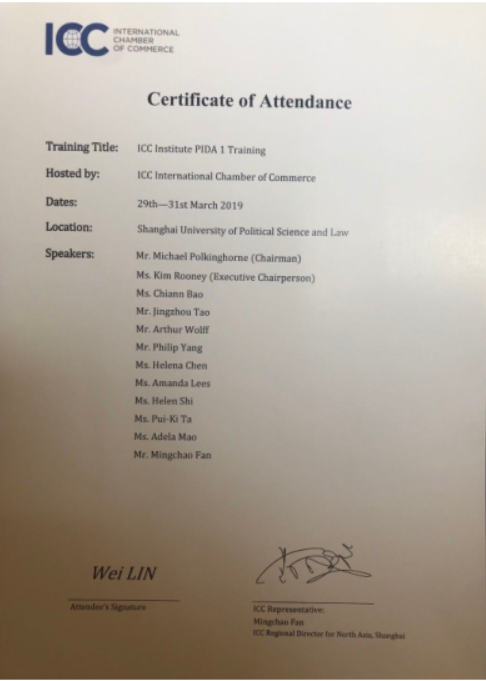 ICC INTERNATIONAL
CHAMBER
OF COMMERCE
Certificate of Attendance
Training Title: ICC Institute PIDA 1 Training
Hosted by: ICC International Chamber of Commerce
Dates: 29th—31st March 2019
Location: Shanghai University of Political Science and Law
Speakers: Mr. Michael Polkinghorne (Chairman)
Ms. Kim Rooney (Executive Chairperson)
Ms. Chiann Bao
Mr. Jingzhou Tao
Mr. Arthur Wolff
Mr. Philip Yang
Ms. Helena Chen
Ms. Amanda Lees
Ms. Helen Shi
Ms. Pui-Ki Ta
Ms. Adela Mao
Mr. Mingchao Fan
Wei LIN
Attendee's Signature
ICC Representative:
Mingchao Fan
ICC Regional Director for North Asia, Shanghai